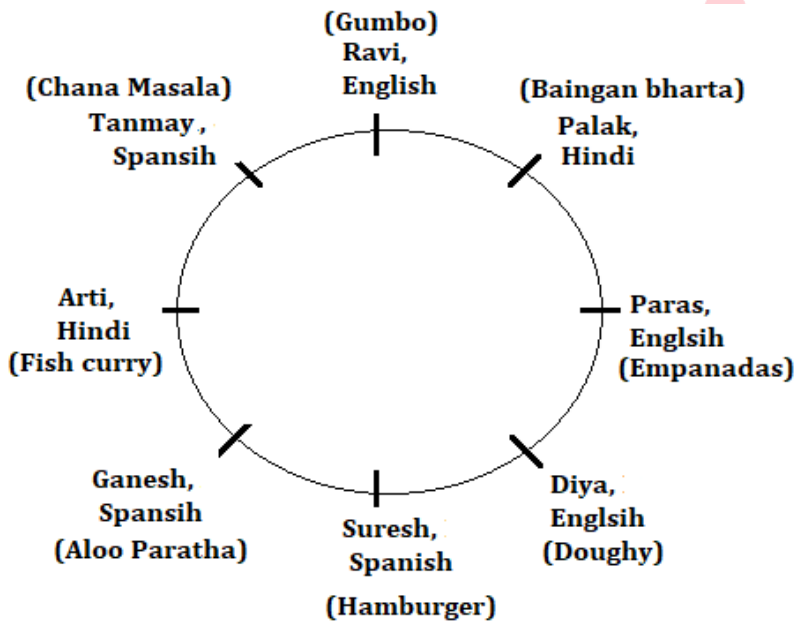 (Gumbo)
Ravi,
English
(Chana Masala)
Tanmay,
Spansih
(Baingan bharta)
Palak,
Hindi
Arti,
Hindi
(Fish curry)
Paras,
Englsih
(Empanadas)
Ganesh,
Spansih
(Aloo Paratha)
Suresh,
Spanish
(Hamburger)
Diya,
Englsih
(Doughy)